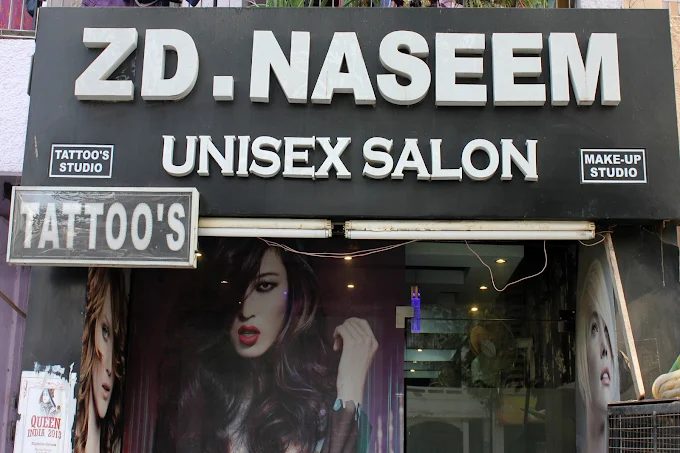 ZD.NASEEM
UNISEX SALON
TATTOO'S
STUDIO
MAKE-UP
STUDIO
TATTOO'S
QUEEN
INDIA 2013